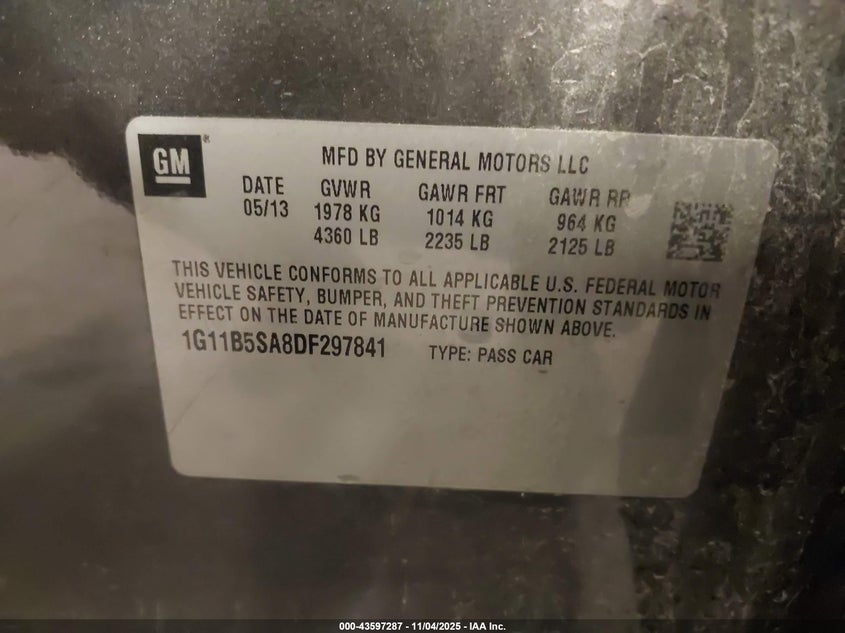 GM
MFD BY GENERAL MOTORS LLC
DATE GVWR GAWR FRT GAWR RR
05/13 1978 KG 1014 KG 964 KG
4360 LB 2235 LB 2125 LB
THIS VEHICLE CONFORMS TO ALL APPLICABLE U.S. FEDERAL MOTOR
VEHICLE SAFETY, BUMPER, AND THEFT PREVENTION STANDARDS IN
EFFECT ON THE DATE OF MANUFACTURE SHOWN ABOVE.
1G11B5SA8DF297841 TYPE: PASS CAR
000-43597287 - 11/04/2025 - IAA Inc.